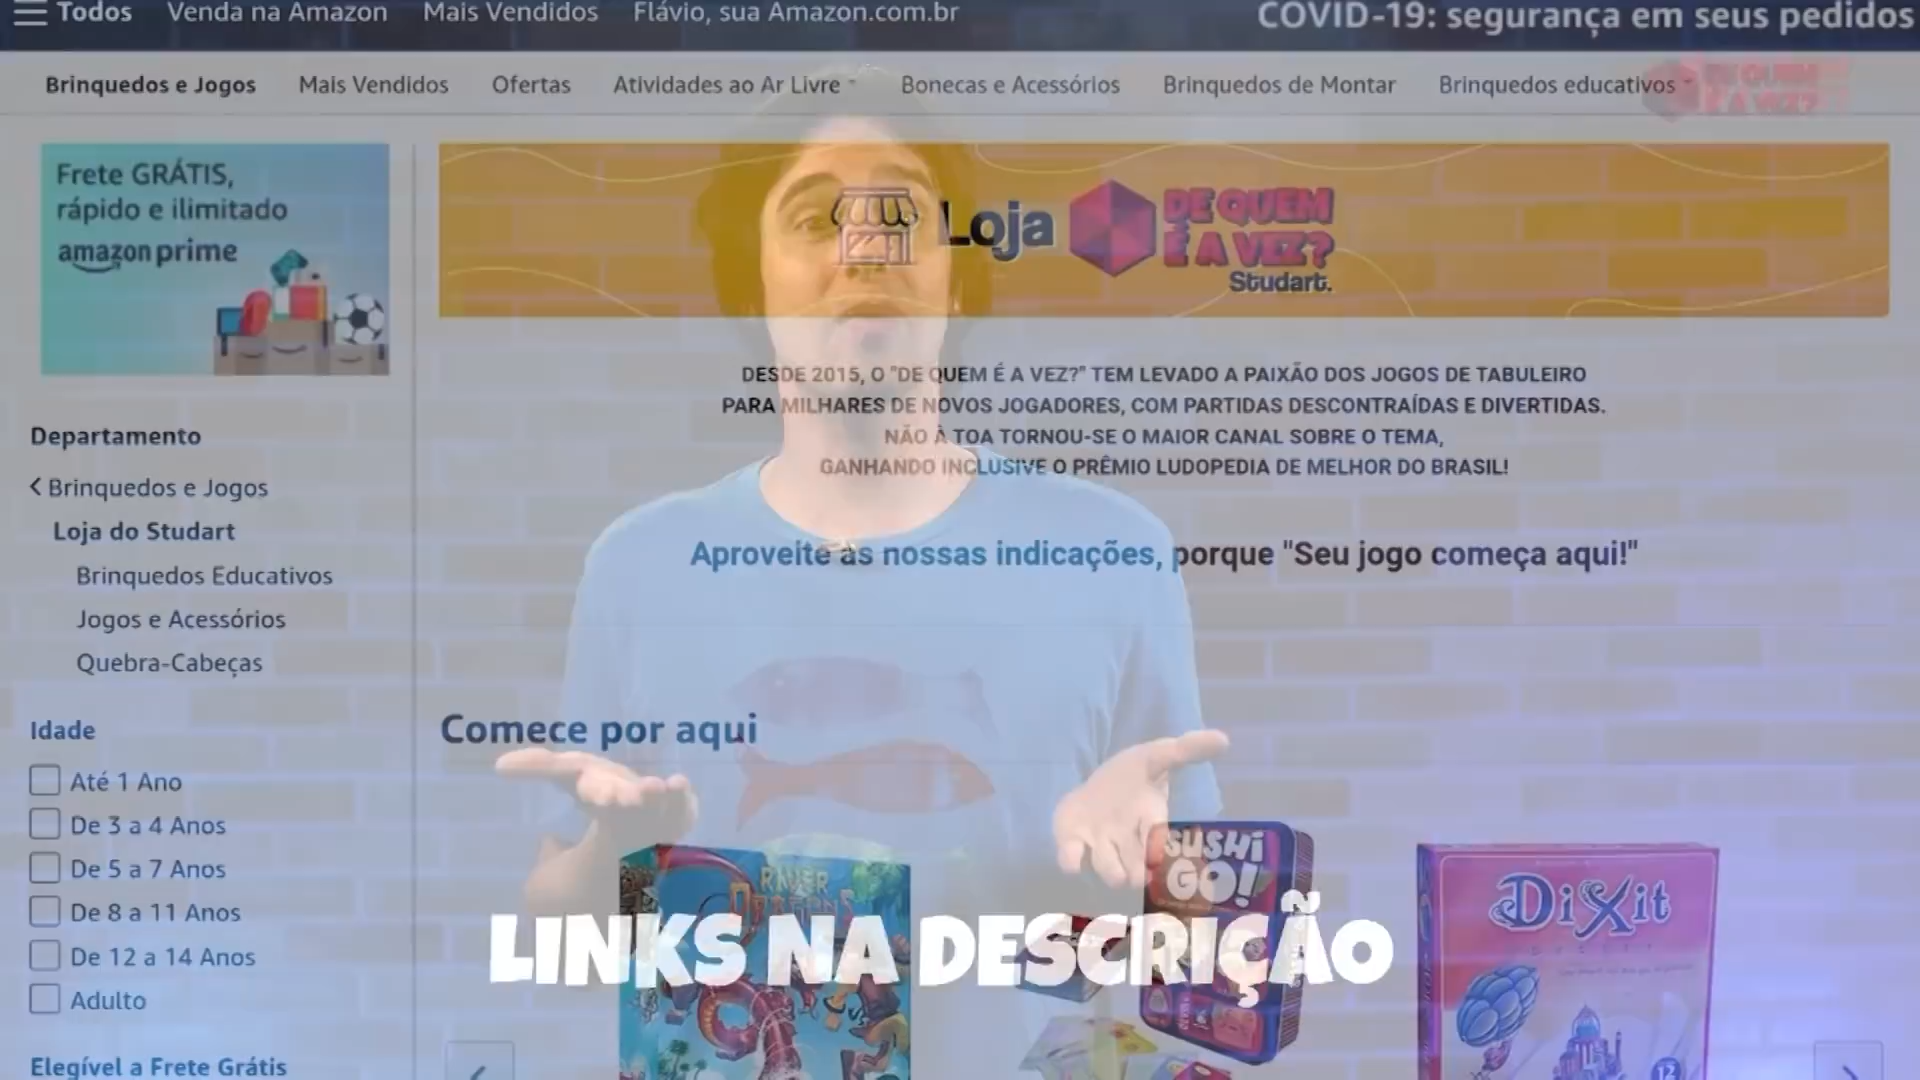 Todos Venda na Amazon Mais Vendidos Flávio, sua Amazon.com.br COVID-19: segurança em seus pedidos
Brinquedos e Jogos Mais Vendidos Ofertas Atividades ao Ar Livre Bonecas e Acessórios Brinquedos de Montar Brinquedos educativos
Frete GRÁTIS,
rápido e ilimitado
amazon prime
Loja DE QUEM
É A VEZ?
Studart.
DESDE 2015, O "DE QUEM É A VEZ?" TEM LEVADO A PAIXÃO DOS JOGOS DE TABULEIRO
PARA MILHARES DE NOVOS JOGADORES, COM PARTIDAS DESCONTRAÍDAS E DIVERTIDAS.
NÃO À TOA TORNOU-SE O MAIOR CANAL SOBRE O TEMA,
GANHANDO INCLUSIVE O PRÊMIO LUDOPEDIA DE MELHOR DO BRASIL!
Aproveite as nossas indicações, porque "Seu jogo começa aqui!"
Departamento
Brinquedos e Jogos
Loja do Studart
Brinquedos Educativos
Jogos e Acessórios
Quebra-Cabeças
Idade
Até 1 Ano
De 3 a 4 Anos
De 5 a 7 Anos
De 8 a 11 Anos
De 12 a 14 Anos
Adulto
Elegível a Frete Grátis
Comece por aqui
SUSHi
GO!
DiXit
LINKS NA DESCRIÇÃO
12